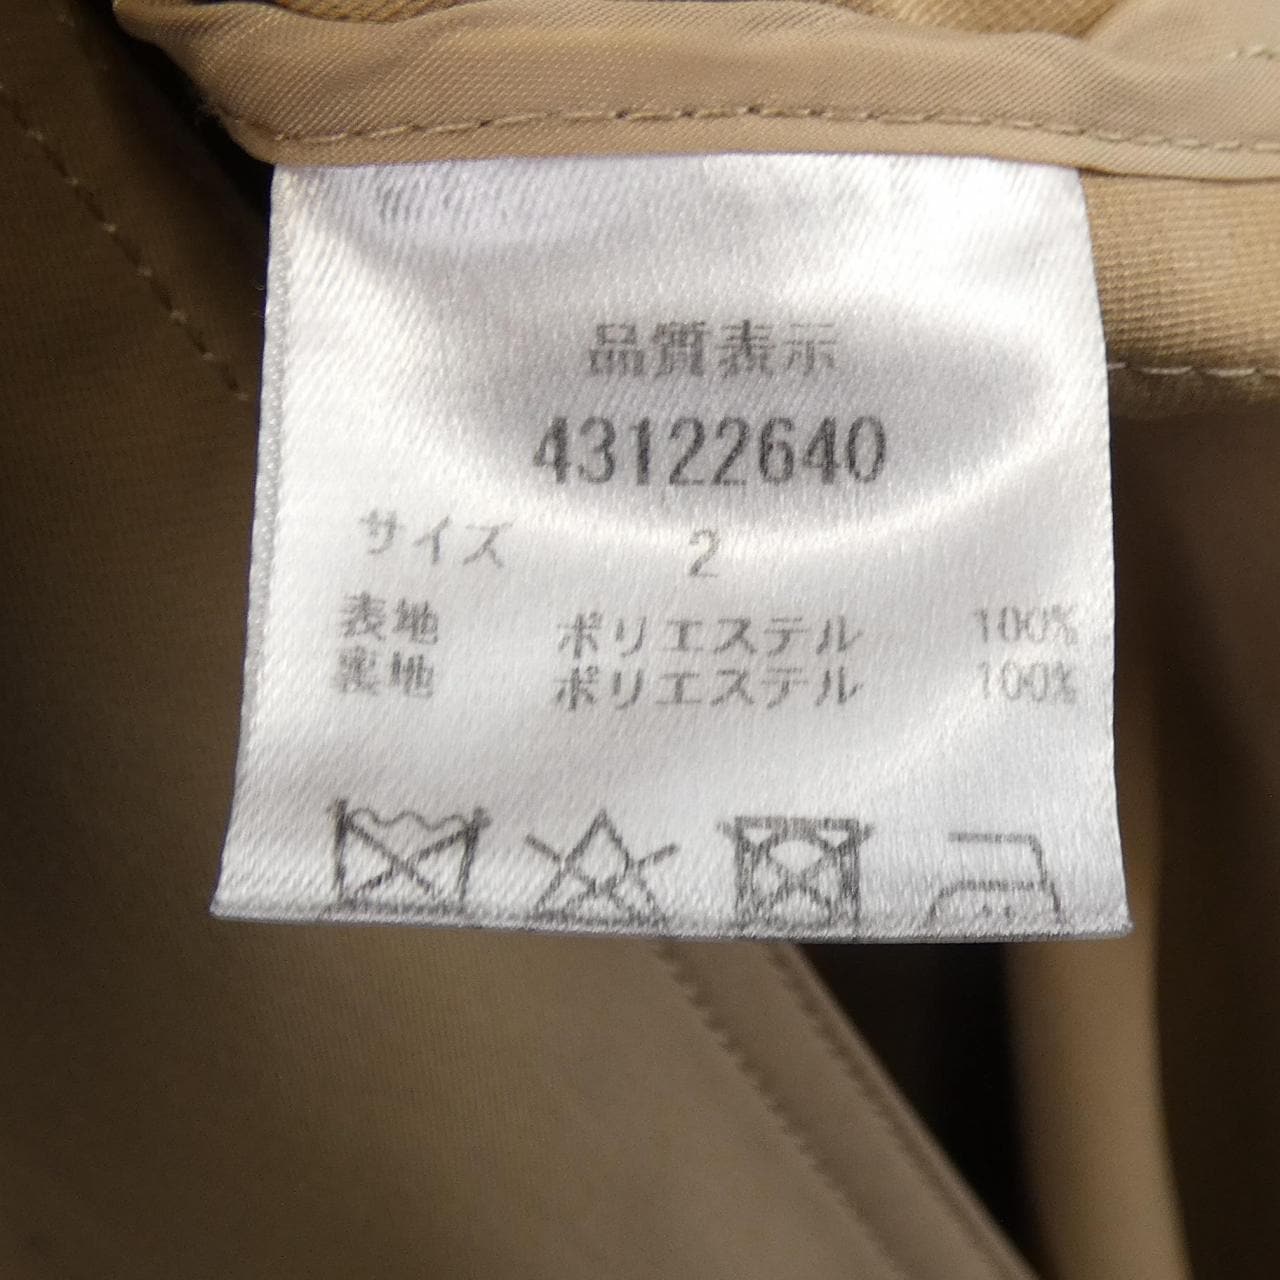 品質表示
43122640
サイズ 2
表地 ポリエステル 100%
裏地 ポリエステル 100%